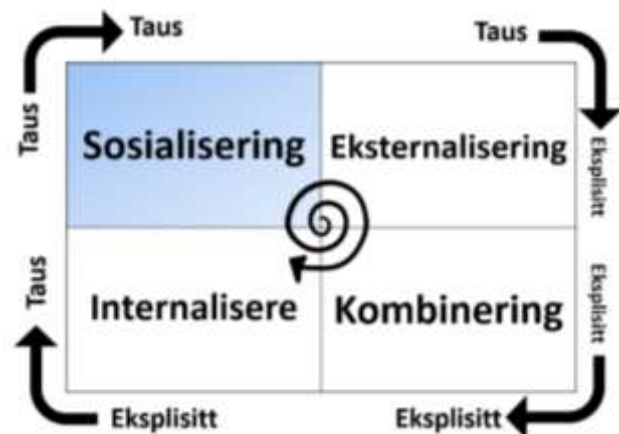 Taus
Taus
Taus
Eksplisitt
Sosialisering
Eksternalisering
Internalisere
Kombinering
Taus
Eksplisitt
Eksplisitt
Eksplisitt